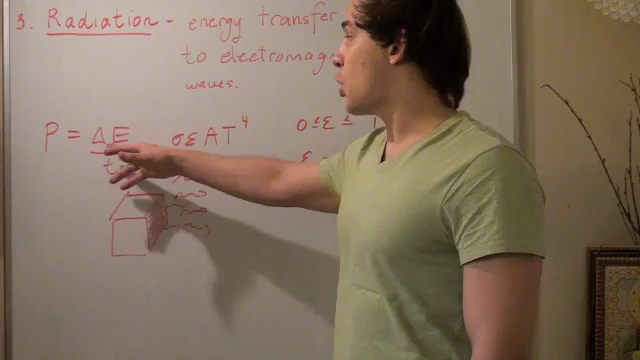 3. Radiation - energy transfer
to electromag
waves.
P = ΔE σεAT⁴ 0 ≤ ε ≤ 1
t
ε